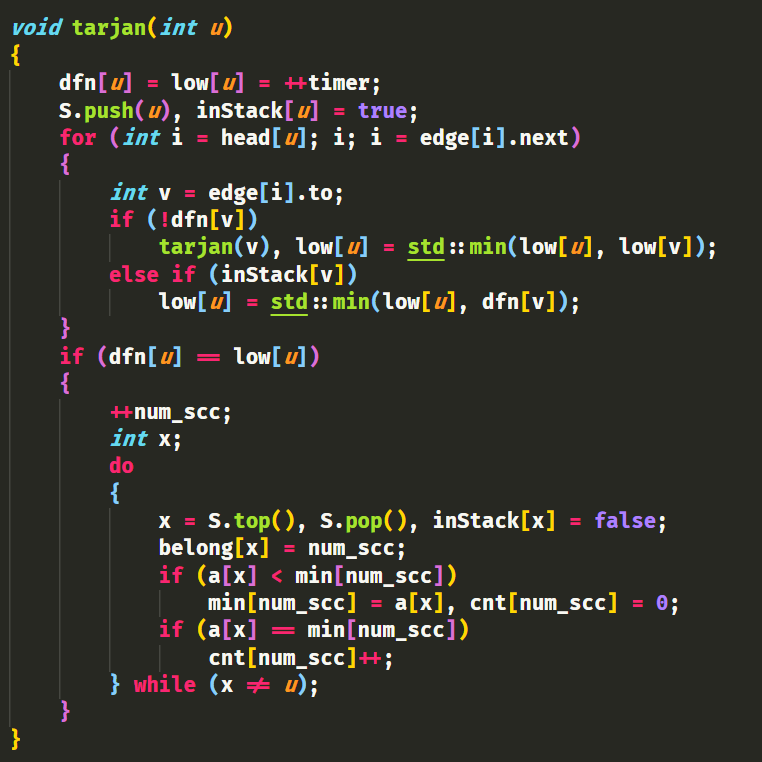 void tarjan(int u)
{
    dfn[u] = low[u] = ++timer;
    S.push(u), inStack[u] = true;
    for (int i = head[u]; i; i = edge[i].next)
    {
        int v = edge[i].to;
        if (!dfn[v])
            tarjan(v), low[u] = std::min(low[u], low[v]);
        else if (inStack[v])
            low[u] = std::min(low[u], dfn[v]);
    }
    if (dfn[u] == low[u])
    {
        ++num_scc;
        int x;
        do
        {
            x = S.top(), S.pop(), inStack[x] = false;
            belong[x] = num_scc;
            if (a[x] < min[num_scc])
                min[num_scc] = a[x], cnt[num_scc] = 0;
            if (a[x] == min[num_scc])
                cnt[num_scc]++;
        } while (x != u);
    }
}